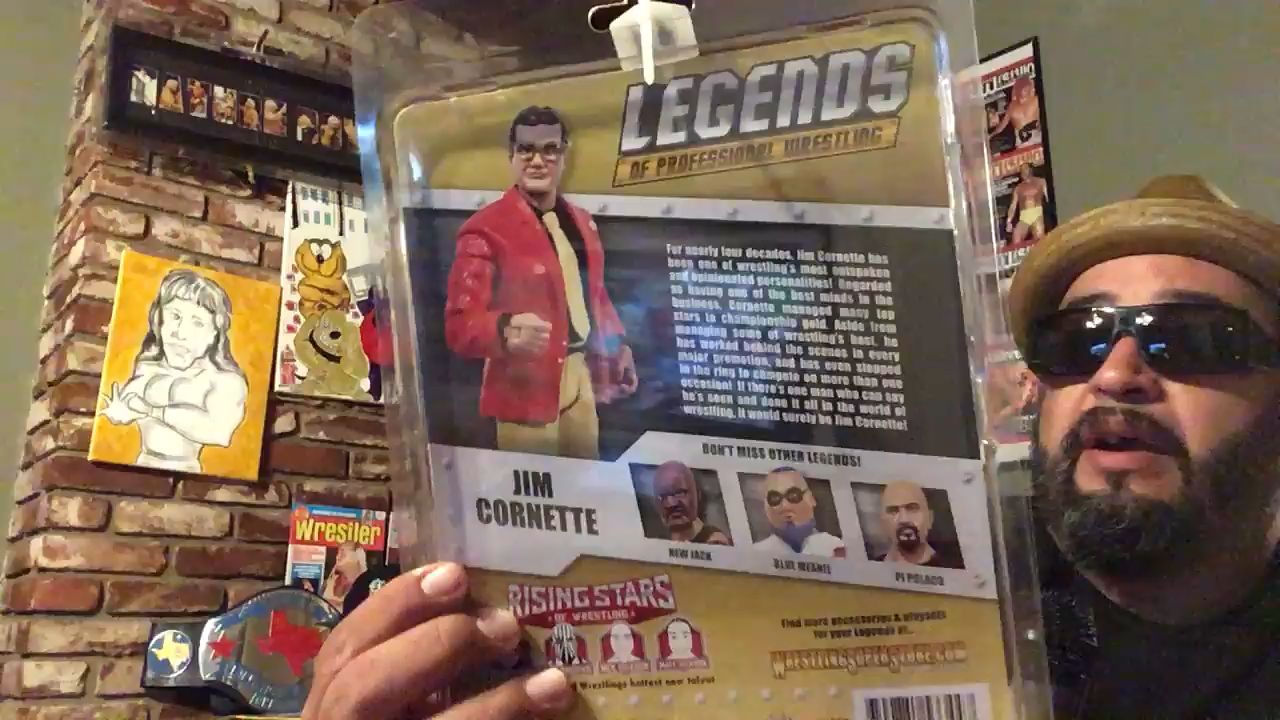 LEGENDS
OF PROFESSIONAL WRESTLING
For nearly four decades, Jim Cornette has
been one of wrestling's most outspoken
and opinionated personalities! Regarded
as having one of the best minds in the
business, Cornette managed many top
stars to championship gold. Aside from
managing some of wrestling's best, he
has worked behind the scenes in every
major promotion, and has even stepped
in the ring to compete on more than one
occasion! If there's one man who can say
he's seen and done it all in the world of
wrestling, it would surely be Jim Cornette!
DON'T MISS OTHER LEGENDS!
JIM
CORNETTE
NEW JACK
BLUE MEANIE
PJ POLACO
RISING STARS
OF WRESTLING
Wrestlings hottest new talent
Find more accessories & playsets
for your Legends at...
WRESTLINGSUPERSTORE.COM
Wrestler